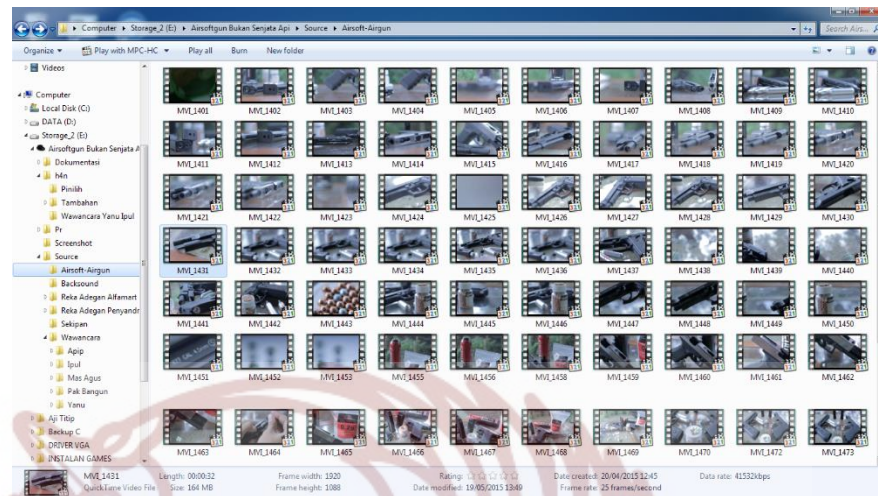 Computer ▸ Storage_2 (E:) ▸ Airsoftgun Bukan Senjata Api ▸ Source ▸ Airsoft-Airgun
Search Airs...
Organize
Play with MPC-HC
Play all
Burn
New folder
Videos
Computer
Local Disk (C:)
DATA (D:)
Storage_2 (E:)
Airsoftgun Bukan Senjata A
Dokumentasi
h4n
Pinilih
Tambahan
Wawancara Yanu Ipul
Pr
Screenshot
Source
Airsoft-Airgun
Backsound
Reka Adegan Alfamart
Reka Adegan Penyandr
Sekipan
Wawancara
Apip
Ipul
Mas Agus
Pak Bangun
Yanu
Aji Titip
Backup C
DRIVER VGA
INSTALAN GAMES
MVI_1401 MVI_1402 MVI_1403 MVI_1404 MVI_1405 MVI_1406 MVI_1407 MVI_1408 MVI_1409 MVI_1410
MVI_1411 MVI_1412 MVI_1413 MVI_1414 MVI_1415 MVI_1416 MVI_1417 MVI_1418 MVI_1419 MVI_1420
MVI_1421 MVI_1422 MVI_1423 MVI_1424 MVI_1425 MVI_1426 MVI_1427 MVI_1428 MVI_1429 MVI_1430
MVI_1431 MVI_1432 MVI_1433 MVI_1434 MVI_1435 MVI_1436 MVI_1437 MVI_1438 MVI_1439 MVI_1440
MVI_1441 MVI_1442 MVI_1443 MVI_1444 MVI_1445 MVI_1446 MVI_1447 MVI_1448 MVI_1449 MVI_1450
MVI_1451 MVI_1452 MVI_1453 MVI_1455 MVI_1456 MVI_1458 MVI_1459 MVI_1460 MVI_1461 MVI_1462
MVI_1463 MVI_1464 MVI_1465 MVI_1466 MVI_1467 MVI_1468 MVI_1469 MVI_1470 MVI_1472 MVI_1473
MVI_1431 Length: 00:00:32 Frame width: 1920 Rating: Date created: 20/04/2015 12:45 Data rate: 41532kbps
QuickTime Video File Size: 164 MB Frame height: 1088 Date modified: 19/05/2015 13:49 Frame rate: 25 frames/second